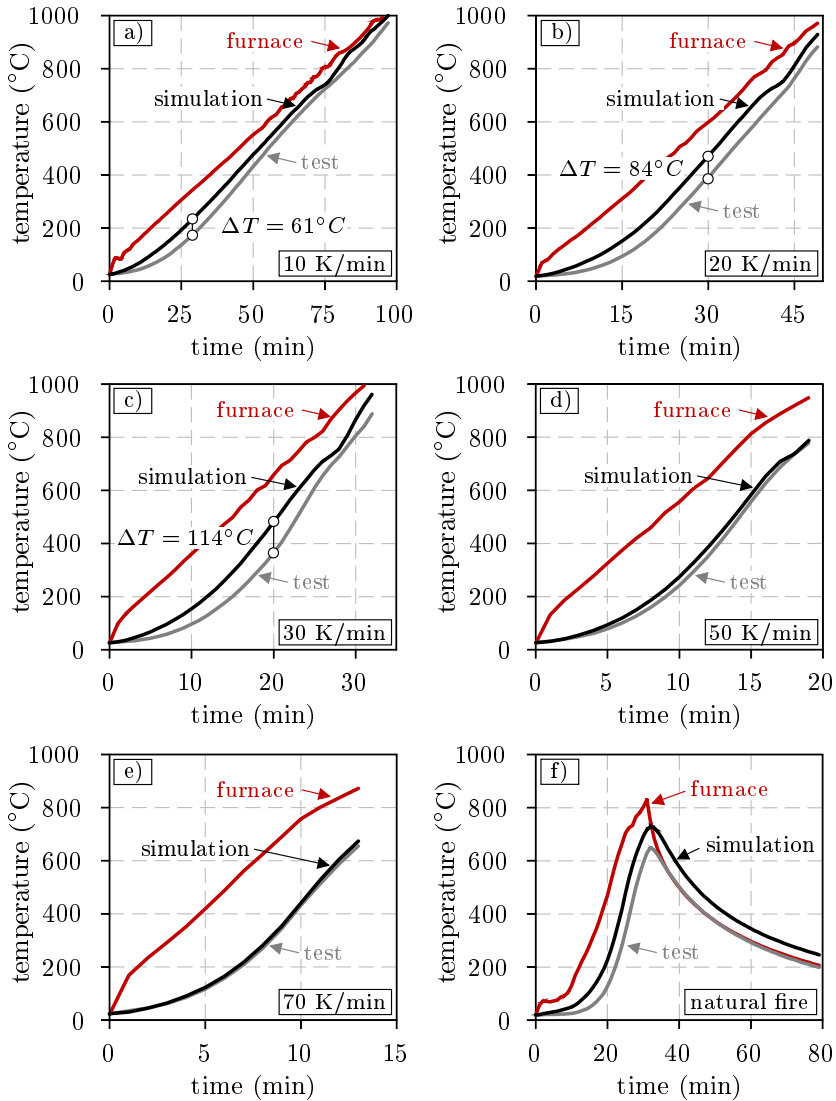 a)
furnace
simulation
test
ΔT = 61°C
10 K/min
temperature (°C)
0
200
400
600
800
1000
0
25
50
75
100
time (min)
b)
furnace
simulation
ΔT = 84°C
test
20 K/min
temperature (°C)
0
200
400
600
800
1000
0
15
30
45
time (min)
c)
furnace
simulation
ΔT = 114°C
test
30 K/min
temperature (°C)
0
200
400
600
800
1000
0
10
20
30
time (min)
d)
furnace
simulation
test
50 K/min
temperature (°C)
0
200
400
600
800
1000
0
5
10
15
20
time (min)
e)
furnace
simulation
test
70 K/min
temperature (°C)
0
200
400
600
800
1000
0
5
10
15
time (min)
f)
furnace
simulation
test
natural fire
temperature (°C)
0
200
400
600
800
1000
0
20
40
60
80
time (min)